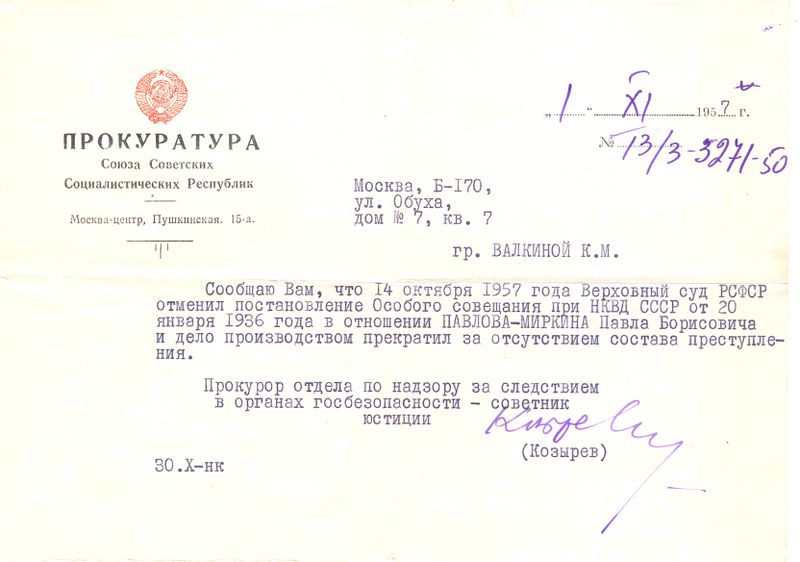 ПРОКУРАТУРА
Союза Советских
Социалистических Республик
Москва-центр, Пушкинская. 15-а.
„1" XI 1957 г.
№ 13/3-3271-50
Москва, Б-170,
ул. Обуха,
дом № 7, кв. 7
гр. ВАЛКИНОЙ К.М.
Сообщаю Вам, что 14 октября 1957 года Верховный суд РСФСР
отменил постановление Особого совещания при НКВД СССР от 20
января 1936 года в отношении ПАВЛОВА-МИРКИНА Павла Борисовича
и дело производством прекратил за отсутствием состава преступле-
ния.
Прокурор отдела по надзору за следствием
в органах госбезопасности - советник
юстиции
(Козырев)
30.X-нк